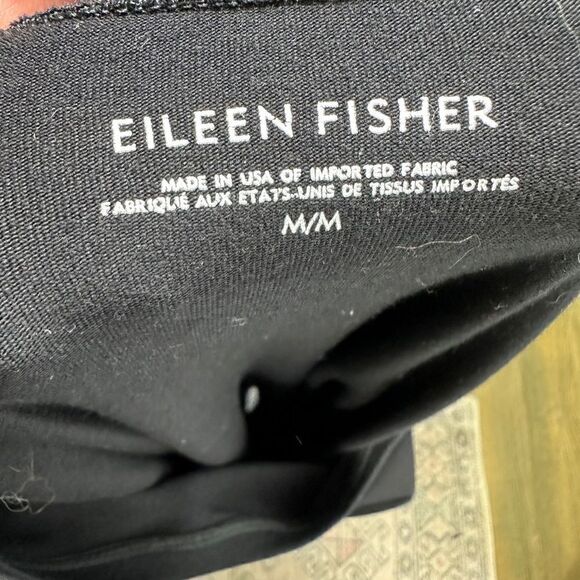 EILEEN FISHER
MADE IN USA OF IMPORTED FABRIC
FABRIQUÉ AUX ETATS-UNIS DE TISSUS IMPORTÉS
M/M